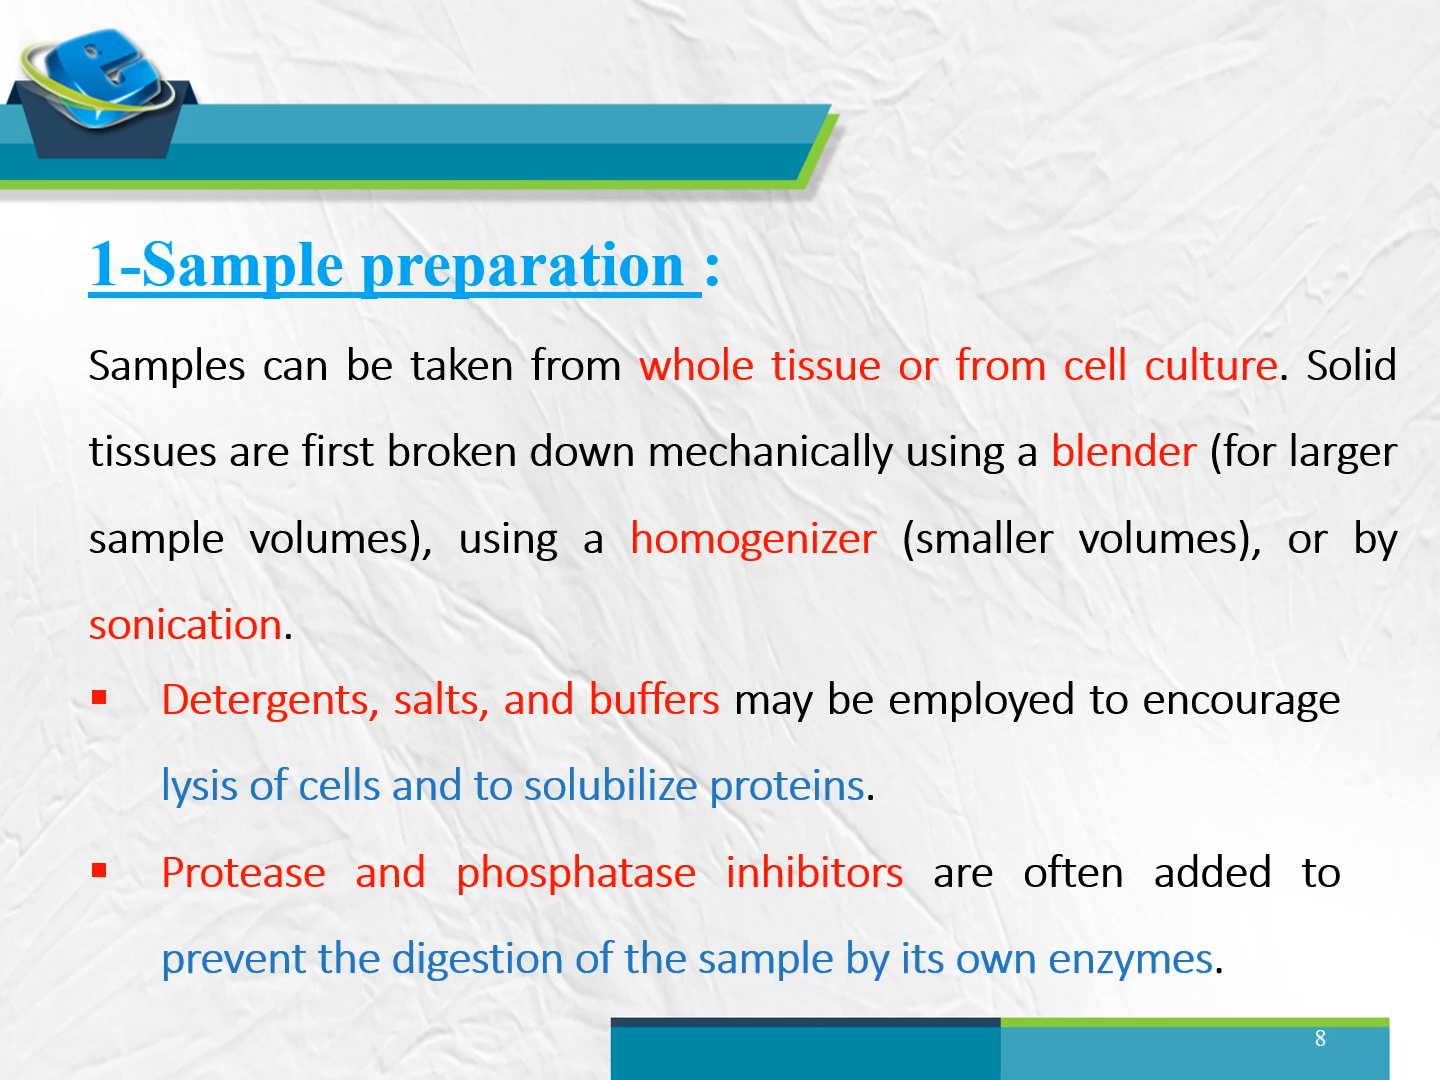 1-Sample preparation :
Samples can be taken from whole tissue or from cell culture. Solid
tissues are first broken down mechanically using a blender (for larger
sample volumes), using a homogenizer (smaller volumes), or by
sonication.
▪ Detergents, salts, and buffers may be employed to encourage
lysis of cells and to solubilize proteins.
▪ Protease and phosphatase inhibitors are often added to
prevent the digestion of the sample by its own enzymes.
8